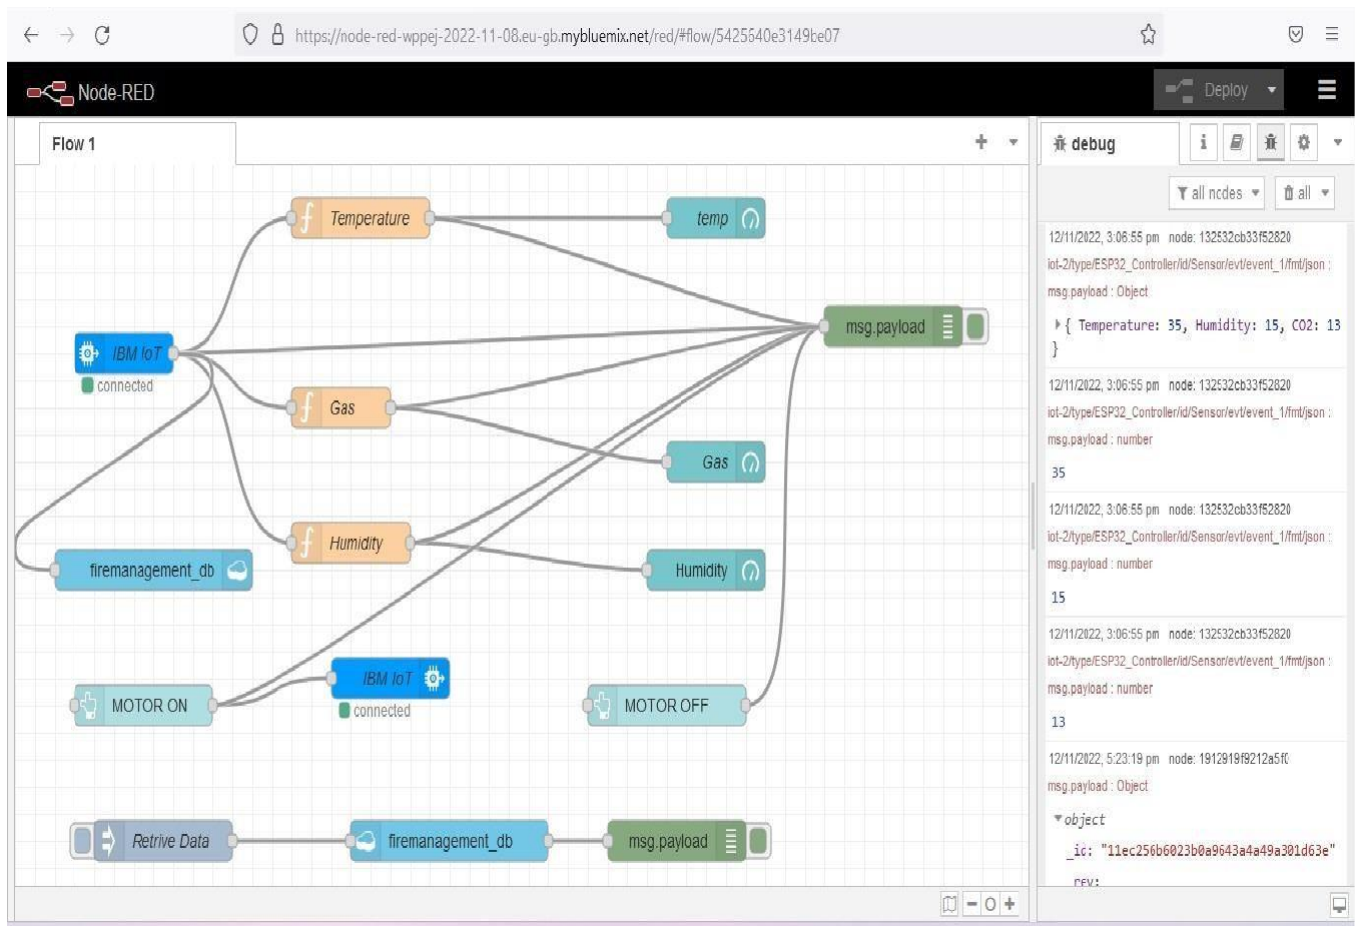 https://node-red-wppej-2022-11-08.eu-gb.mybluemix.net/red/#flow/5425640e3149be07
Node-RED
Deploy
Flow 1
debug
i
all nodes
all
Temperature
temp
msg.payload
IBM IoT
connected
Gas
Gas
Humidity
Humidity
firemanagement_db
IBM IoT
connected
MOTOR ON
MOTOR OFF
Retrive Data
firemanagement_db
msg.payload
12/11/2022, 3:06:55 pm node: 132532cb33f52820
iot-2/type/ESP32_Controller/id/Sensor/evt/event_1/fmt/json :
msg.payload : Object
{ Temperature: 35, Humidity: 15, CO2: 13
}
12/11/2022, 3:06:55 pm node: 132532cb33f52820
iot-2/type/ESP32_Controller/id/Sensor/evt/event_1/fmt/json :
msg.payload : number
35
12/11/2022, 3:06:55 pm node: 132532cb33f52820
iot-2/type/ESP32_Controller/id/Sensor/evt/event_1/fmt/json :
msg.payload : number
15
12/11/2022, 3:06:55 pm node: 132532cb33f52820
iot-2/type/ESP32_Controller/id/Sensor/evt/event_1/fmt/json :
msg.payload : number
13
12/11/2022, 5:23:19 pm node: 1912919f9212a5f0
msg.payload : Object
object
_id: "11ec256b6023b0a9643a4a49a301d63e"